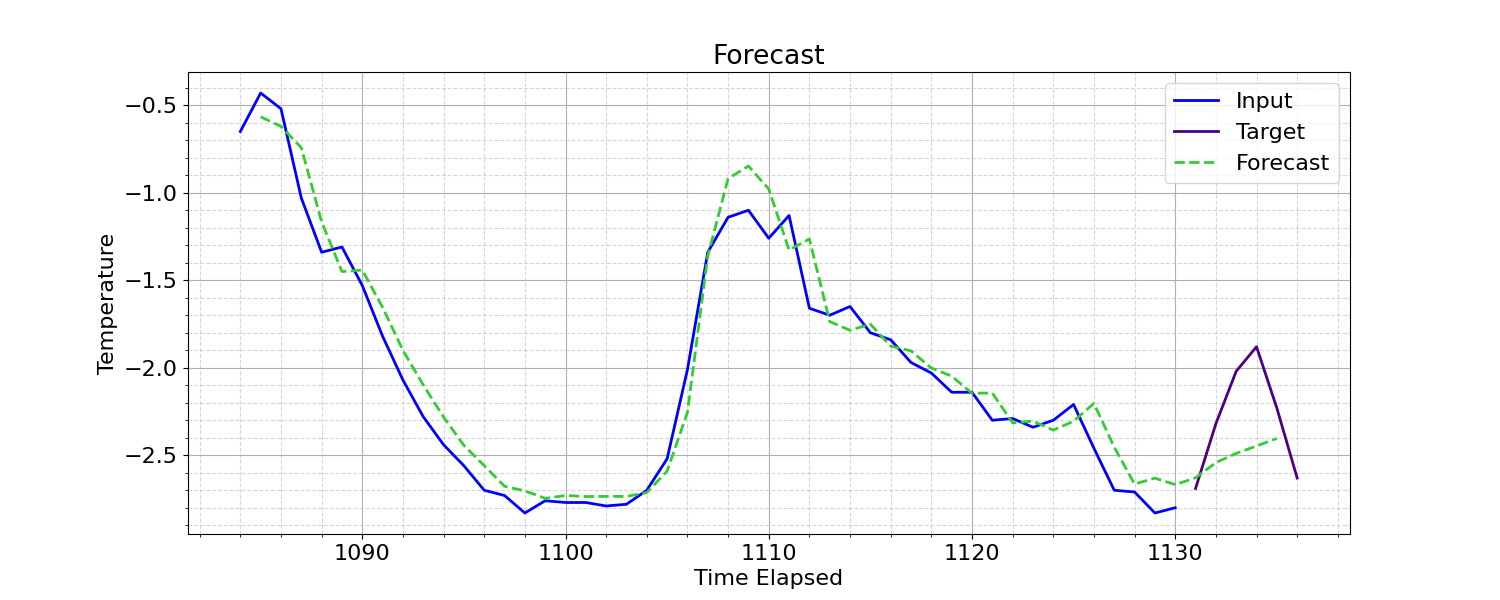 Forecast
−0.5
−1.0
−1.5
−2.0
−2.5
Temperature
Input
Target
Forecast
1090
1100
1110
1120
1130
Time Elapsed